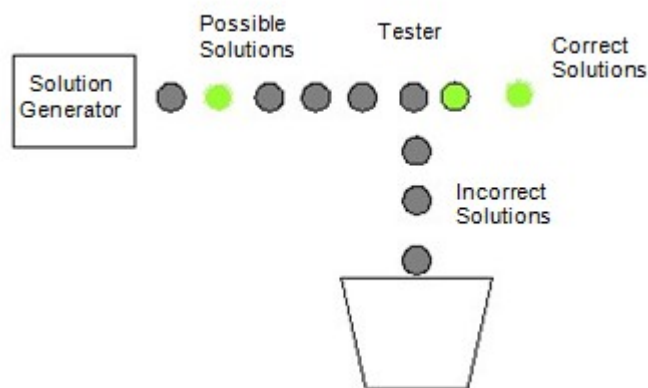 Possible
Solutions
Tester
Correct
Solutions
Solution
Generator
Incorrect
Solutions